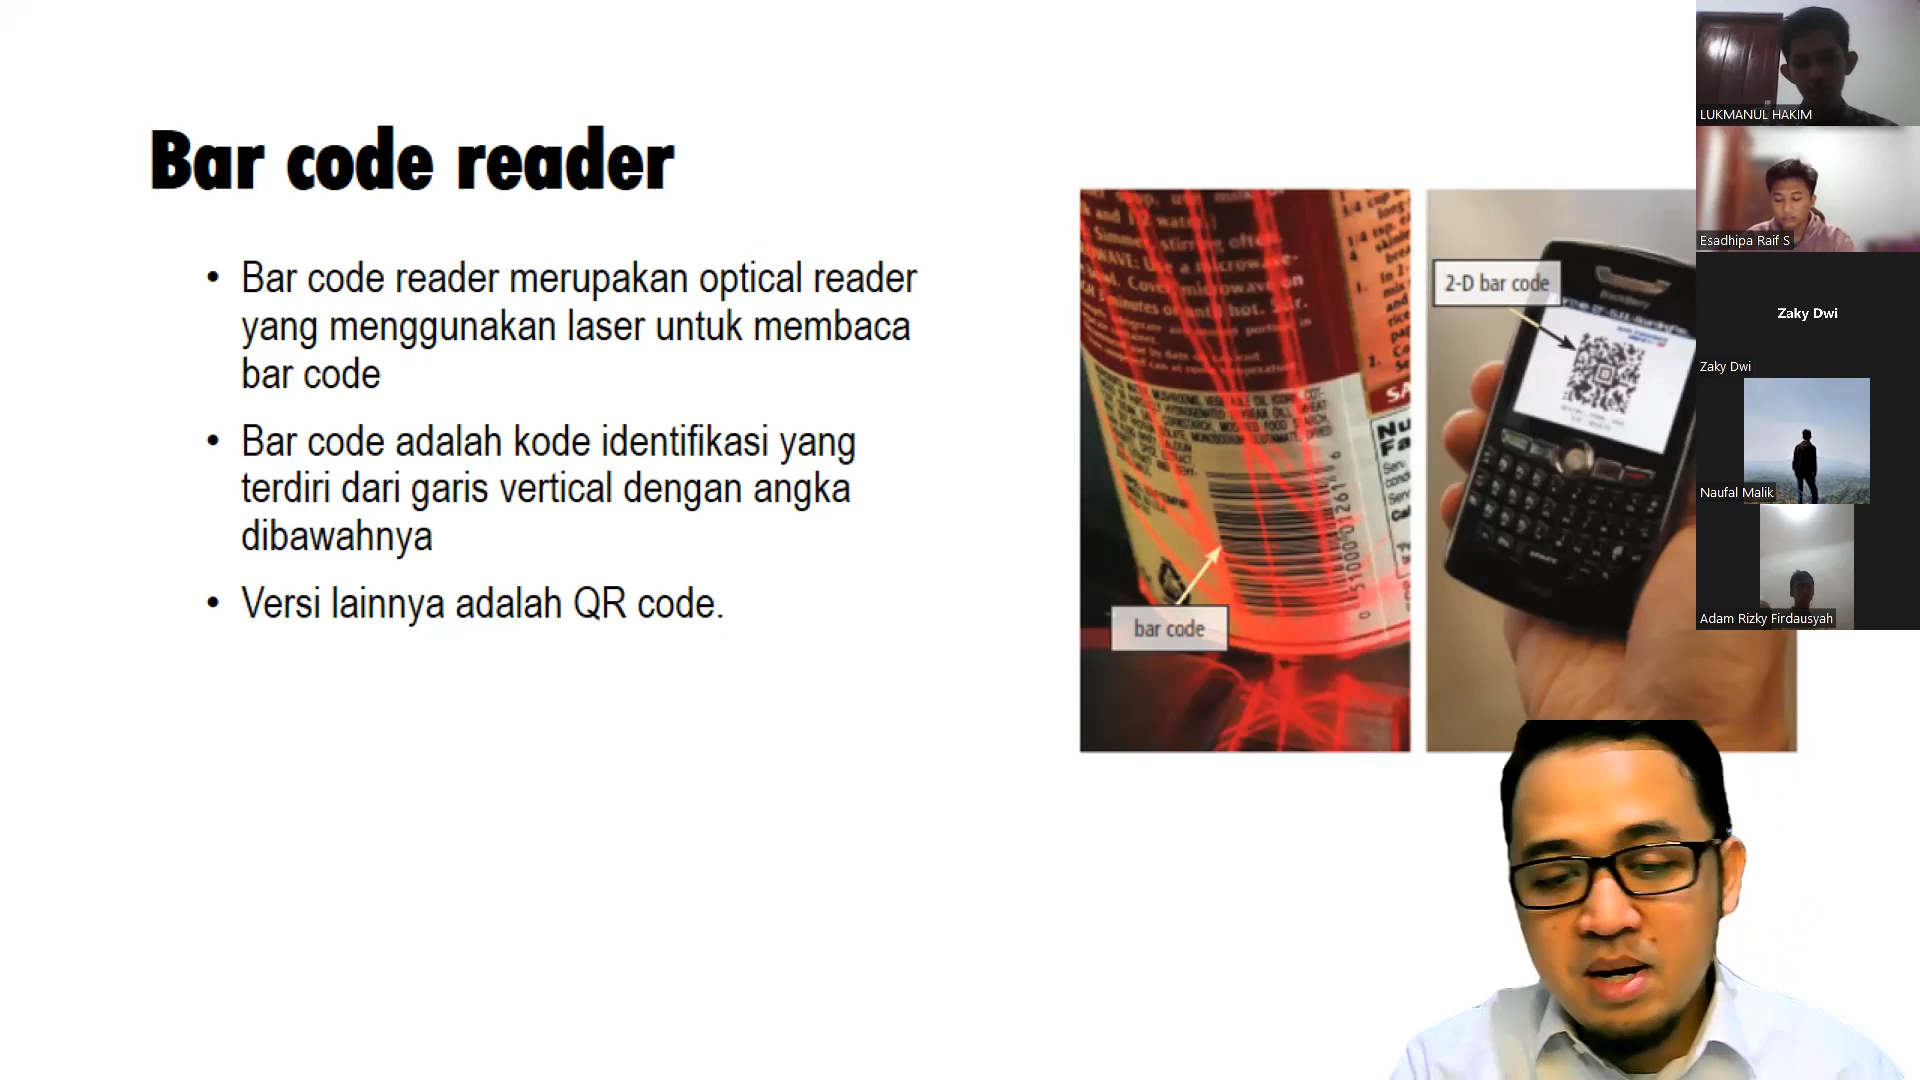 Bar code reader
• Bar code reader merupakan optical reader
yang menggunakan laser untuk membaca
bar code
• Bar code adalah kode identifikasi yang
terdiri dari garis vertical dengan angka
dibawahnya
• Versi lainnya adalah QR code.
bar code
2-D bar code
LUKMANUL HAKIM
Esadhipa Raif S
Zaky Dwi
Zaky Dwi
Naufal Malik
Adam Rizky Firdausyah